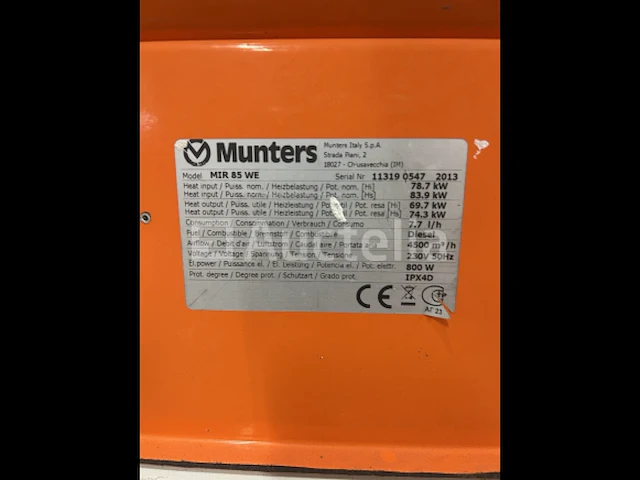 Munters
Munters Italy S.p.A.
Strada Piani, 2
18027 - Chiusavecchia (IM)
Model MIR 85 WE Serial Nr 11319 0547 2013
Heat input / Puiss. nom. / Heizbelastung / Pot. nom. [Hi] 78.7 kW
Heat input / Puiss. nom. / Heizbelastung / Pot. nom. [Hs] 83.9 kW
Heat output / Puiss. utile / Heizleistung / Pot. resa [Hi] 69.7 kW
Heat output / Puiss. utile / Heizleistung / Pot. resa [Hs] 74.3 kW
Consumption / Consommation / Verbrauch / Consumo 7.7 l/h
Fuel / Combustible / Brennstoff / Combustibile Diesel
Airflow / Debit d'air / Luftstrom / Portata 4500 m³/h
Voltage / Voltage / Spannung / Tensione 230V 50Hz
El.power / Puissance el. / El. Leistung / Potencia el. / Pot. elettr. 800 W
Prot. degree / Degree prot. / Schutzart / Grado prot. IPX4D
CE
АГ 23